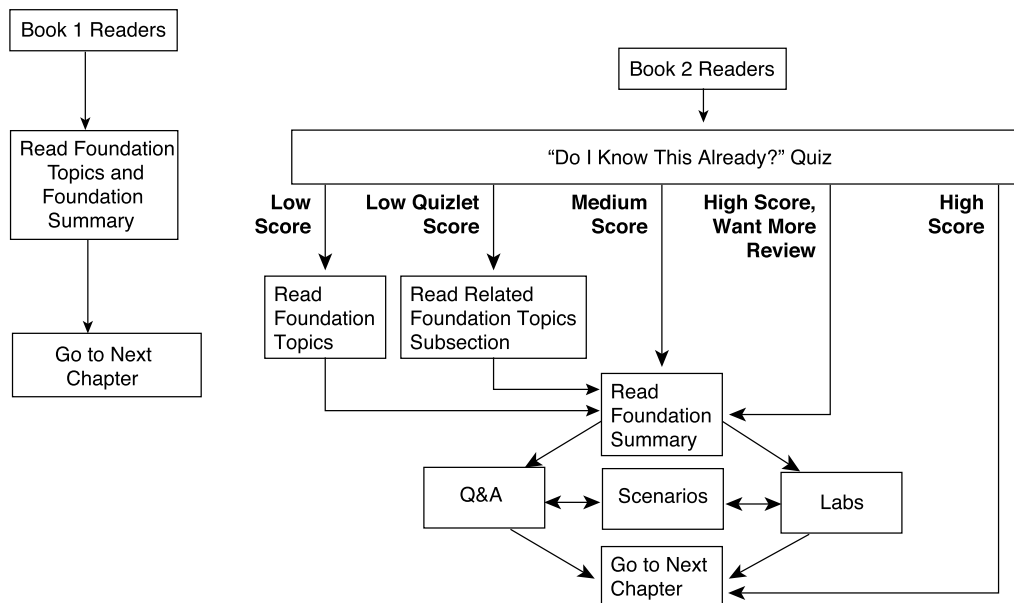 Book 1 Readers
Read Foundation
Topics and
Foundation
Summary
Go to Next
Chapter
Book 2 Readers
“Do I Know This Already?” Quiz
Low
Score
Low Quizlet
Score
Medium
Score
High Score,
Want More
Review
High
Score
Read
Foundation
Topics
Read Related
Foundation Topics
Subsection
Read
Foundation
Summary
Q&A
Scenarios
Labs
Go to Next
Chapter